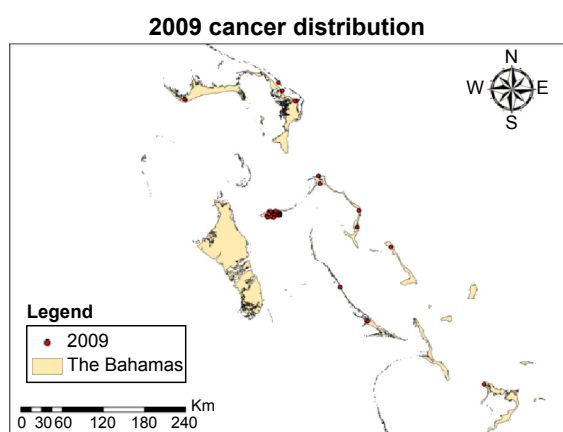 2009 cancer distribution
N
W E
S
Legend
2009
The Bahamas
Km
0 30 60 120 180 240